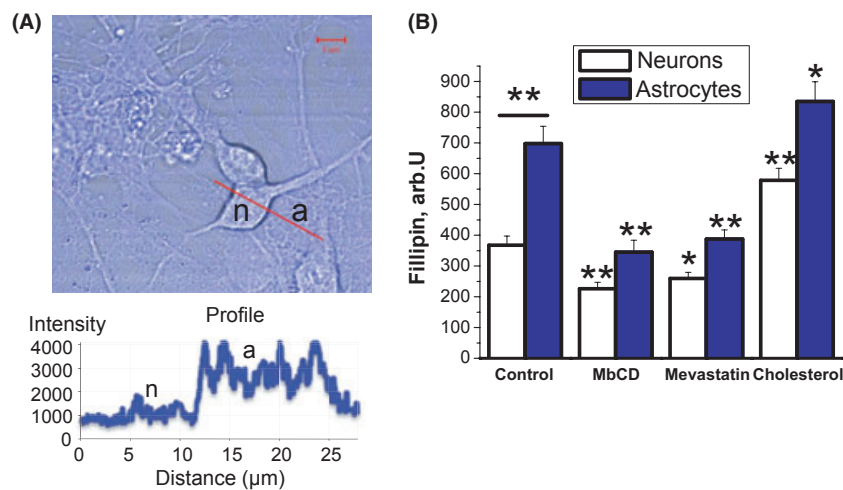 (A)
n
a
Profile
Intensity
4000
3000
2000
1000
0
n
a
0
5
10
15
20
25
Distance (µm)
(B)
Neurons
Astrocytes
Fillipin, arb.U
900
800
700
600
500
400
300
200
100
0
**
**
**
*
**
**
*
Control
MbCD
Mevastatin
Cholesterol